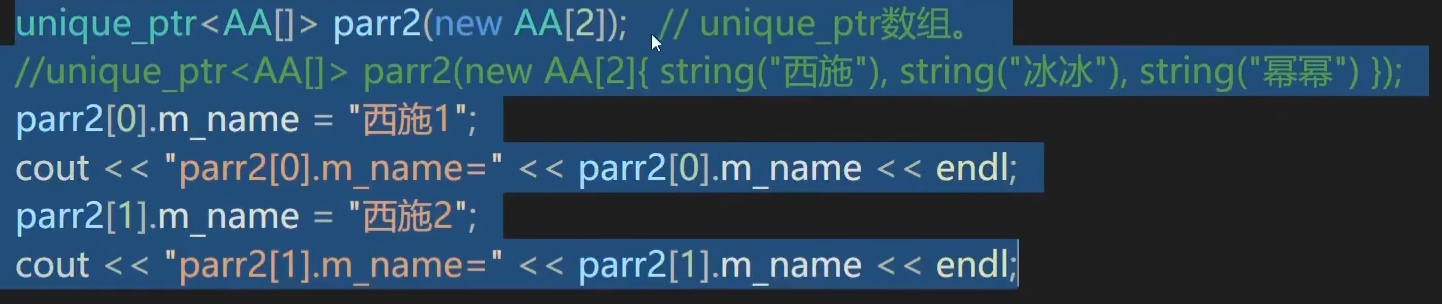 unique_ptr<AA[]> parr2(new AA[2]);   // unique_ptr数组。
//unique_ptr<AA[]> parr2(new AA[2]{ string("西施"), string("冰冰"), string("幂幂") });
parr2[0].m_name = "西施1";
cout << "parr2[0].m_name=" << parr2[0].m_name << endl;
parr2[1].m_name = "西施2";
cout << "parr2[1].m_name=" << parr2[1].m_name << endl;